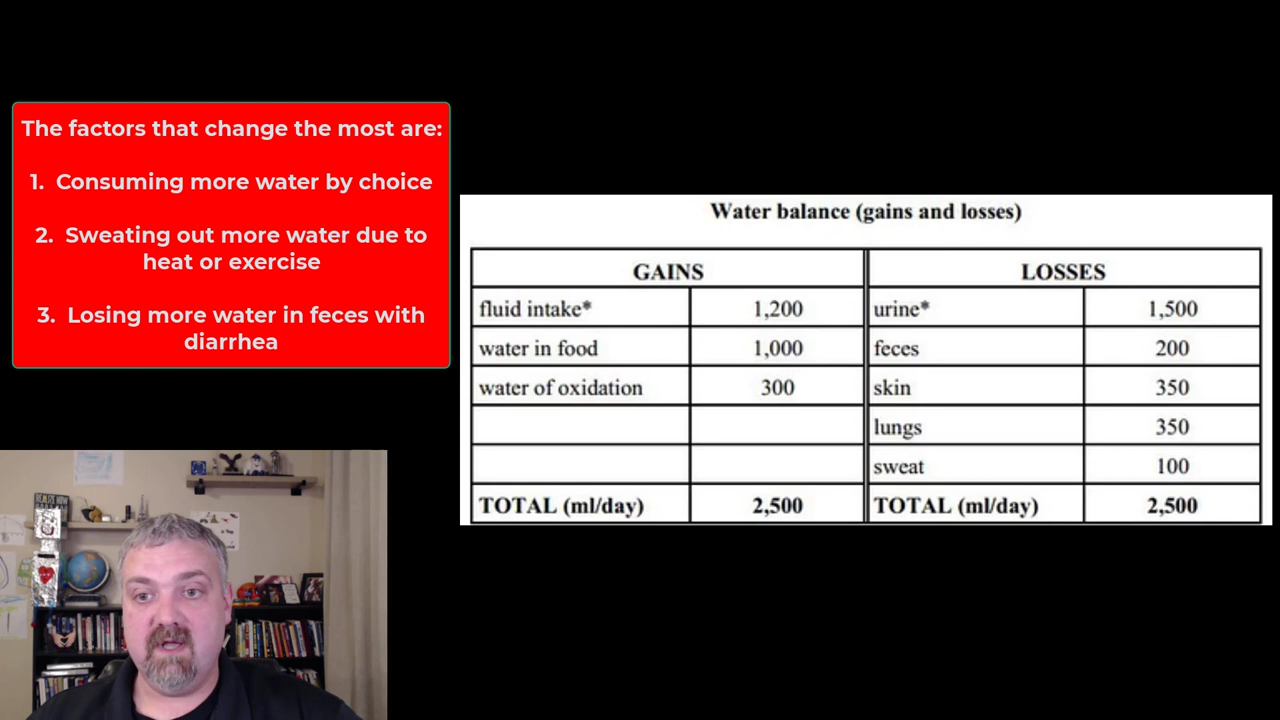 The factors that change the most are:
1. Consuming more water by choice
2. Sweating out more water due to
heat or exercise
3. Losing more water in feces with
diarrhea
Water balance (gains and losses)
GAINS LOSSES
fluid intake* 1,200 urine* 1,500
water in food 1,000 feces 200
water of oxidation 300 skin 350
lungs 350
sweat 100
TOTAL (ml/day) 2,500 TOTAL (ml/day) 2,500